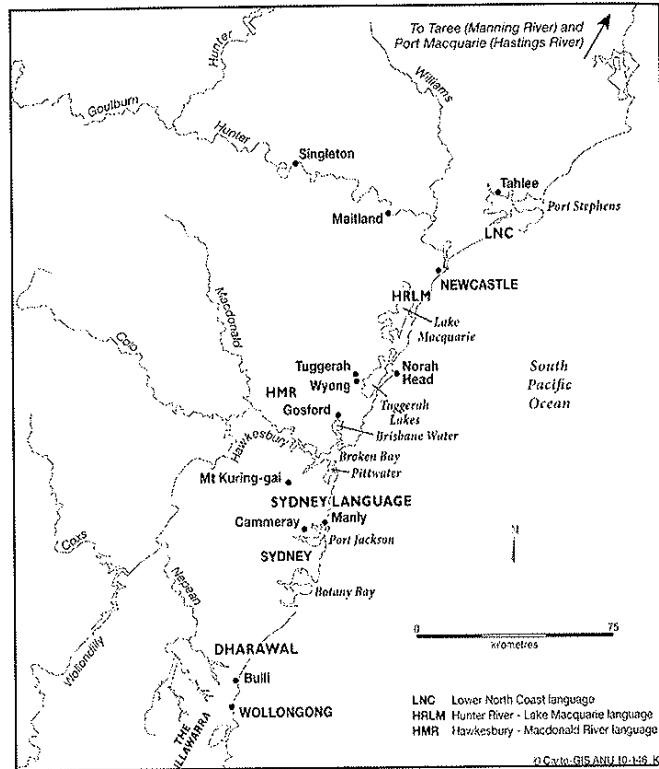 To Taree (Manning River) and
Port Macquarie (Hastings River)
Hunter
Goulburn
Williams
Hunter
Singleton
Tahlee
Maitland
Port Stephens
LNC
NEWCASTLE
HRLM
Macdonald
Lake
Macquarie
Colo
Tuggerah
Norah
Head
Wyong
HMR
South
Pacific
Ocean
Tuggerah
Lakes
Gosford
Brisbane Water
Hawkesbury
Broken Bay
Pittwater
Mt Kuring-gai
SYDNEY LANGUAGE
Cammeray
Manly
Port Jackson
SYDNEY
N
Coxs
Nepean
Botany Bay
0
75
kilometres
Wollondilly
DHARAWAL
Bulli
WOLLONGONG
THE
ILLAWARRA
LNC Lower North Coast language
HRLM Hunter River - Lake Macquarie language
HMR Hawkesbury - Macdonald River language